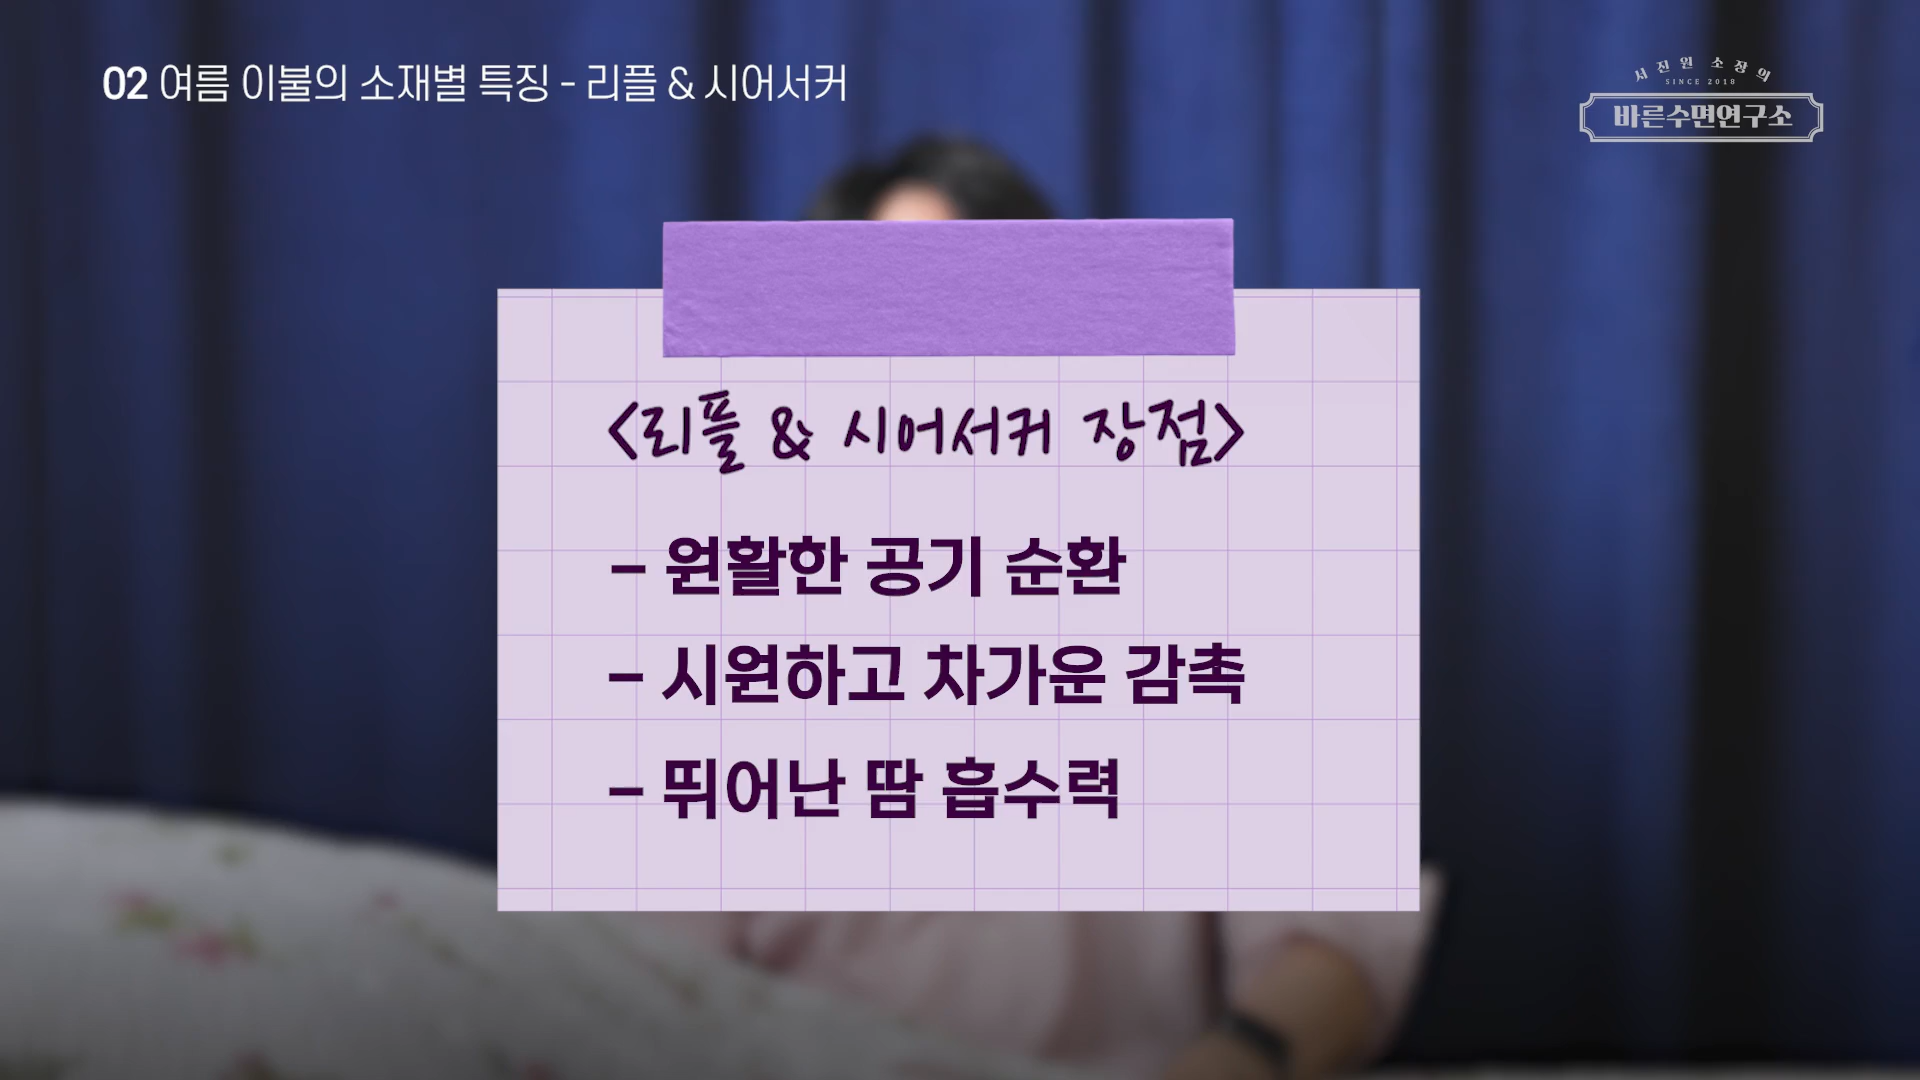 02 여름 이불의 소재별 특징 - 리플 & 시어서커
서진원 소장의
SINCE 2018
바른수면연구소
<리플 & 시어서커 장점>
- 원활한 공기 순환
- 시원하고 차가운 감촉
- 뛰어난 땀 흡수력